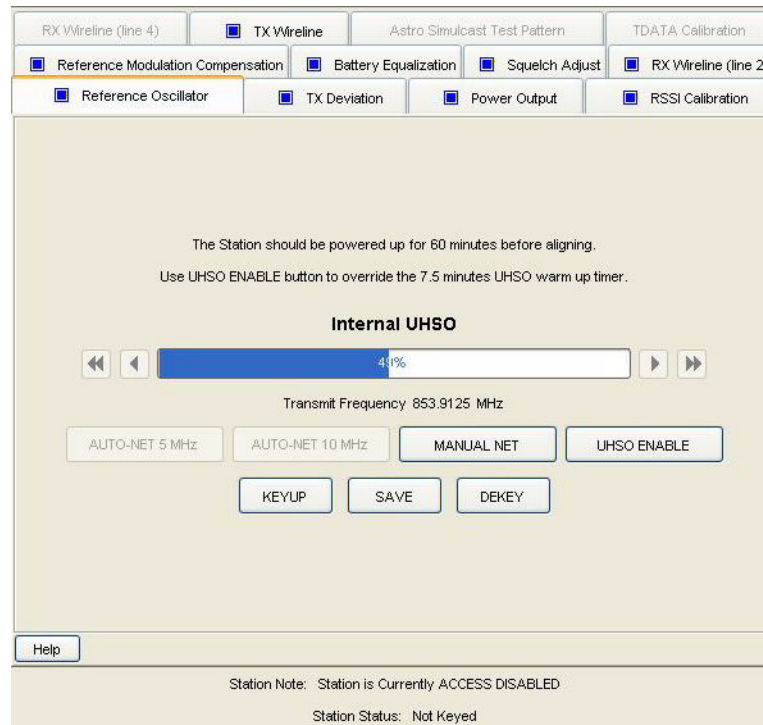 RX Wireline (line 4) TX Wireline Astro Simulcast Test Pattern TDATA Calibration
Reference Modulation Compensation Battery Equalization Squelch Adjust RX Wireline (line 2
Reference Oscillator TX Deviation Power Output RSSI Calibration
The Station should be powered up for 60 minutes before aligning.
Use UHSO ENABLE button to override the 7.5 minutes UHSO warm up timer.
Internal UHSO
49%
Transmit Frequency 853.9125 MHz
AUTO-NET 5 MHz AUTO-NET 10 MHz MANUAL NET UHSO ENABLE
KEYUP SAVE DEKEY
Help
Station Note: Station is Currently ACCESS DISABLED
Station Status: Not Keyed